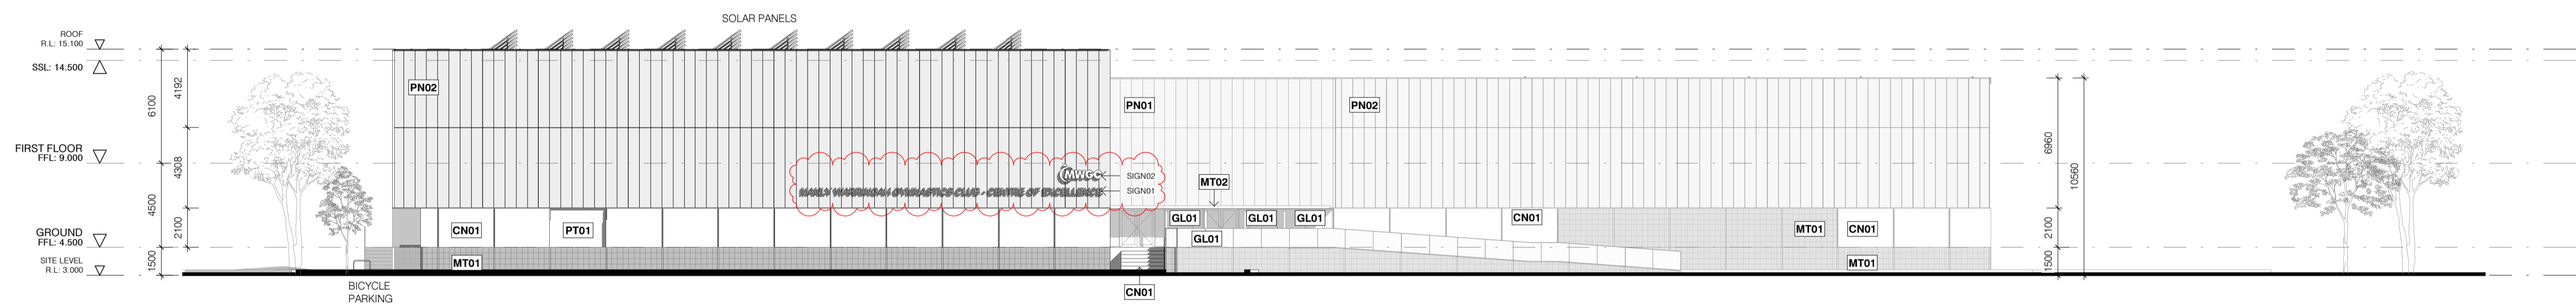 SOLAR PANELS
ROOF
R.L: 15.100
SSL: 14.500
FIRST FLOOR
FFL: 9.000
GROUND
FFL: 4.500
SITE LEVEL
R.L: 3.000
6100
4192
4308
4500
2100
1500
PN02
PN01
PN02
MWGC
SIGN02
MANLY WARRINGAH GYMNASTICS CLUB - CENTRE OF EXCELLENCE
SIGN01
MT02
CN01
PT01
GL01
GL01
GL01
CN01
GL01
MT01
CN01
MT01
MT01
CN01
6960
10560
2100
1500
BICYCLE
PARKING